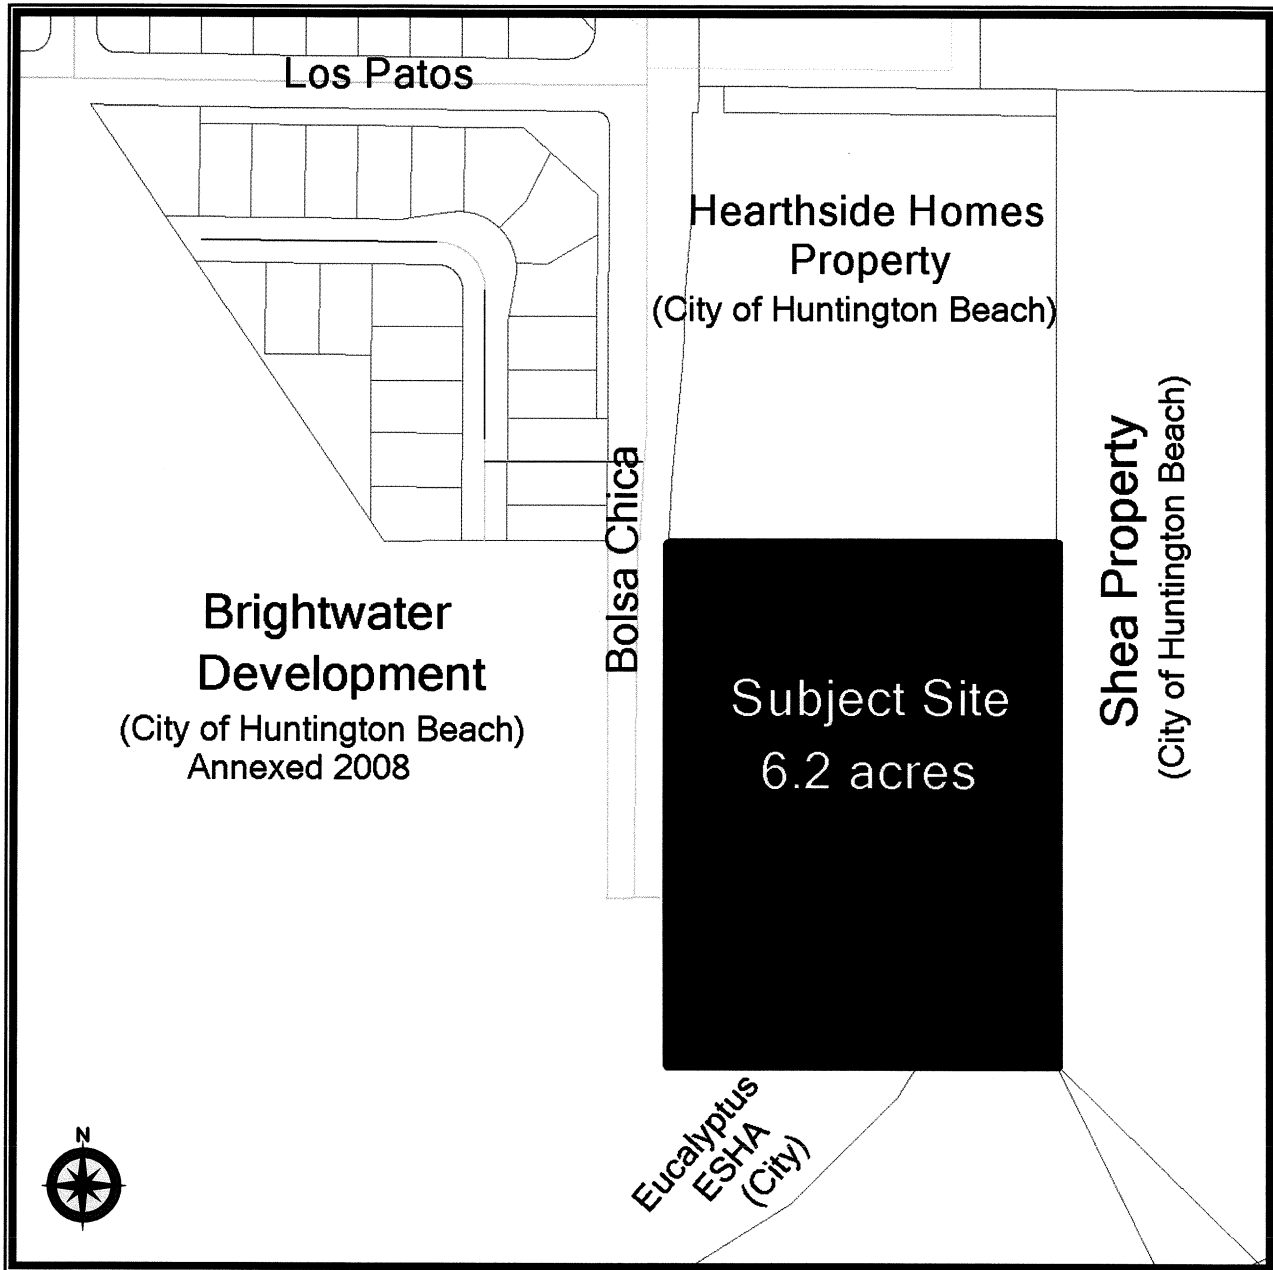 Los Patos
Hearthside Homes
Property
(City of Huntington Beach)
Shea Property
(City of Huntington Beach)
Bolsa Chica
Brightwater
Development
(City of Huntington Beach)
Annexed 2008
Subject Site
6.2 acres
Eucalyptus
ESHA
(City)
N